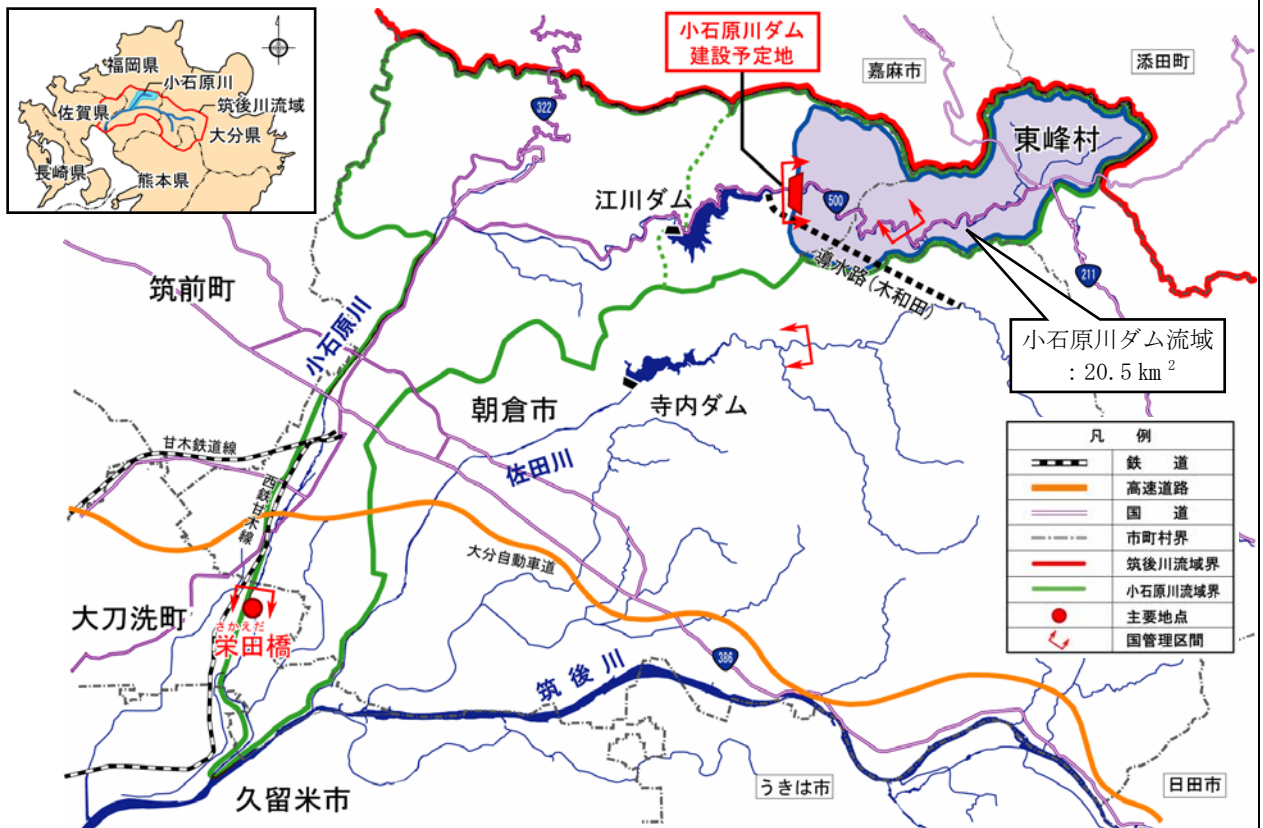 福岡県
小石原川
佐賀県
筑後川流域
大分県
長崎県
熊本県
小石原川ダム
建設予定地
嘉麻市
添田町
322
東峰村
江川ダム
500
導水路(木和田)
211
筑前町
小石原川
小石原川ダム流域
:20.5km²
朝倉市
寺内ダム
甘木鉄道線
佐田川
西鉄甘木線
大分自動車道
凡 例
鉄 道
高速道路
国 道
市町村界
筑後川流域界
小石原川流域界
主要地点
国管理区間
大刀洗町
さかえだ
栄田橋
386
筑後川
うきは市
日田市
久留米市